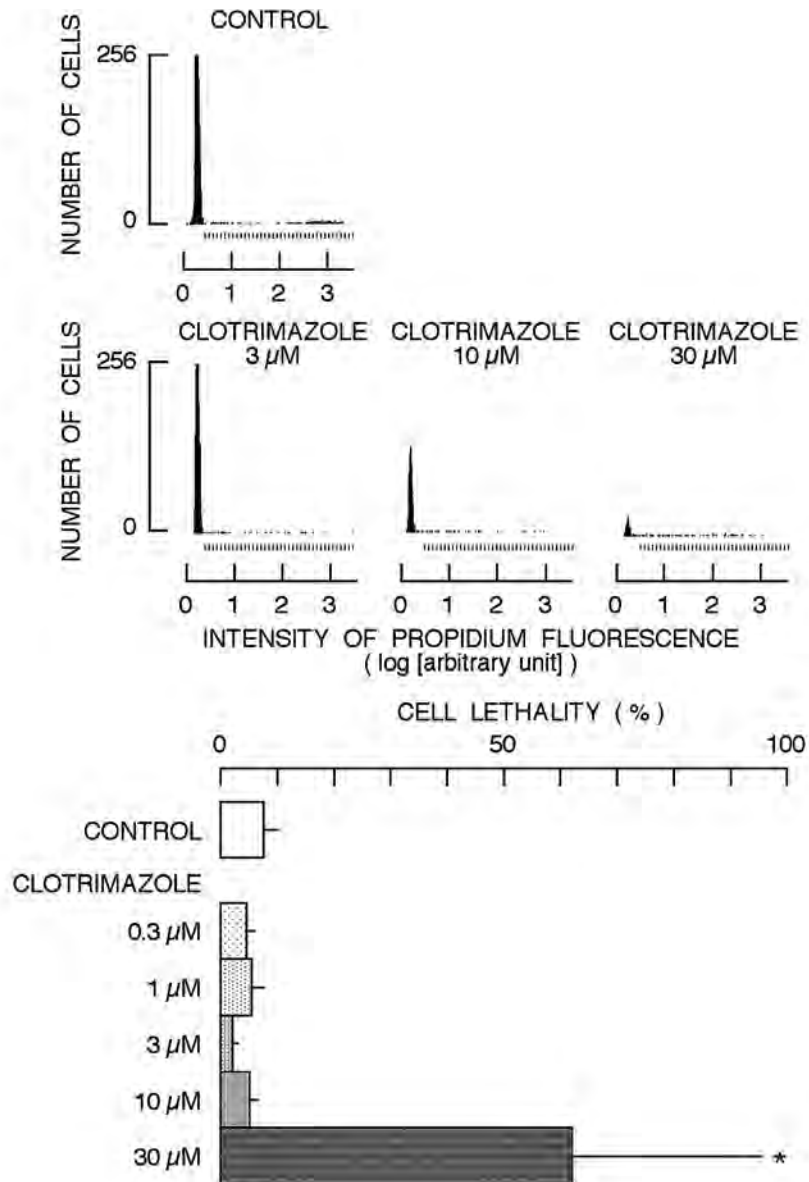 CONTROL
NUMBER OF CELLS
256
0
0 1 2 3
CLOTRIMAZOLE
3 µM
CLOTRIMAZOLE
10 µM
CLOTRIMAZOLE
30 µM
NUMBER OF CELLS
256
0
0 1 2 3
0 1 2 3
0 1 2 3
INTENSITY OF PROPIDIUM FLUORESCENCE
( log [arbitrary unit] )
CELL LETHALITY ( % )
0 50 100
CONTROL
CLOTRIMAZOLE
0.3 µM
1 µM
3 µM
10 µM
30 µM
*